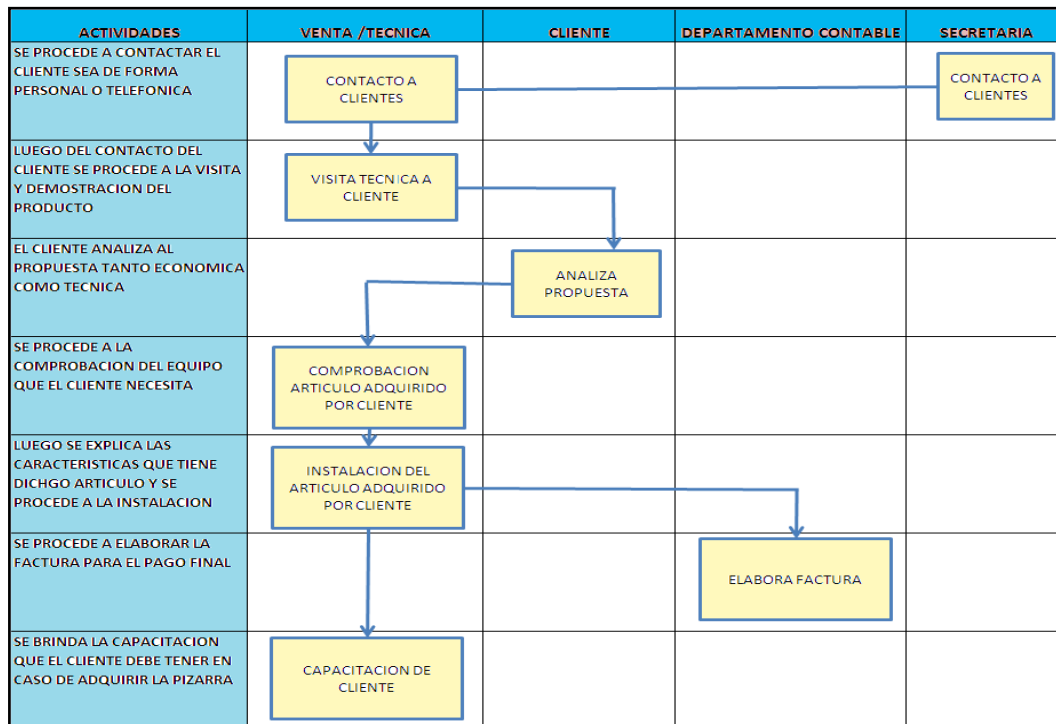 ACTIVIDADES
VENTA /TECNICA
CLIENTE
DEPARTAMENTO CONTABLE
SECRETARIA
SE PROCEDE A CONTACTAR EL
CLIENTE SEA DE FORMA
PERSONAL O TELEFONICA
CONTACTO A
CLIENTES
CONTACTO A
CLIENTES
LUEGO DEL CONTACTO DEL
CLIENTE SE PROCEDE A LA VISITA
Y DEMOSTRACION DEL
PRODUCTO
VISITA TECNICA A
CLIENTE
EL CLIENTE ANALIZA AL
PROPUESTA TANTO ECONOMICA
COMO TECNICA
ANALIZA
PROPUESTA
SE PROCEDE A LA
COMPROBACION DEL EQUIPO
QUE EL CLIENTE NECESITA
COMPROBACION
ARTICULO ADQUIRIDO
POR CLIENTE
LUEGO SE EXPLICA LAS
CARACTERISTICAS QUE TIENE
DICHGO ARTICULO Y SE
PROCEDE A LA INSTALACION
INSTALACION DEL
ARTICULO ADQUIRIDO
POR CLIENTE
SE PROCEDE A ELABORAR LA
FACTURA PARA EL PAGO FINAL
ELABORA FACTURA
SE BRINDA LA CAPACITACION
QUE EL CLIENTE DEBE TENER EN
CASO DE ADQUIRIR LA PIZARRA
CAPACITACION DE
CLIENTE